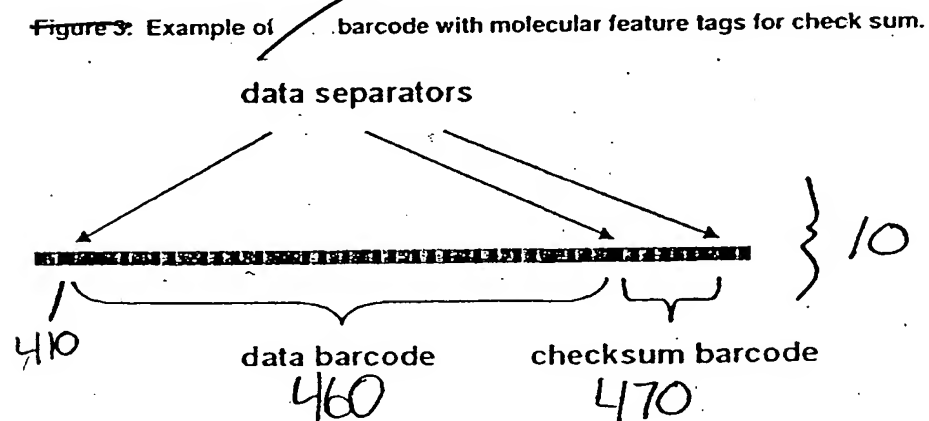 Figure 3: Example of barcode with molecular feature tags for check sum.
data separators
10
410
data barcode
checksum barcode
460
470